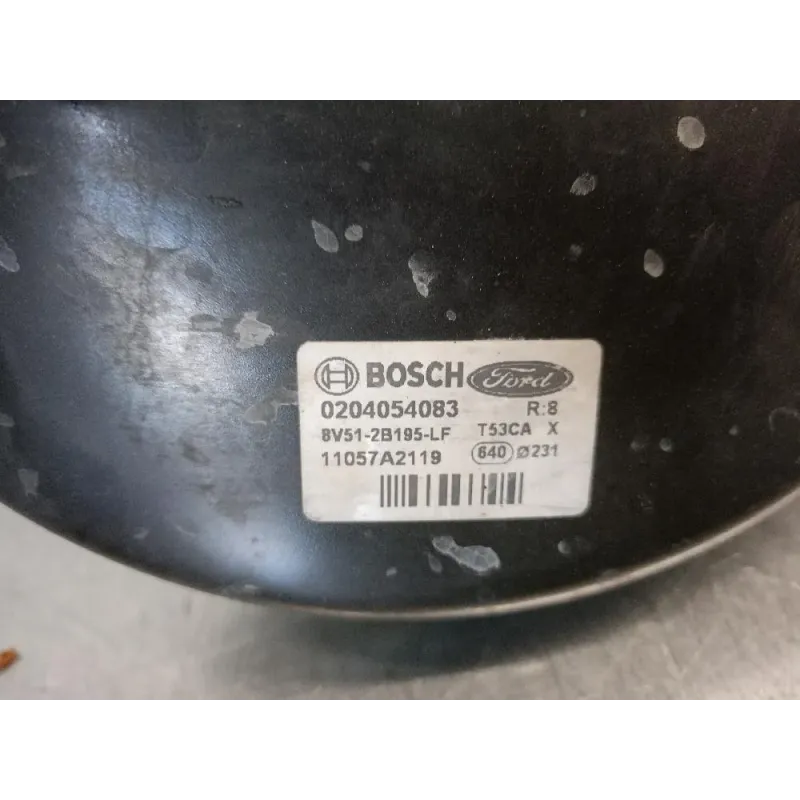 BOSCH Ford
0204054083 R:8
8V51-2B195-LF T53CA X
11057A2119 640 Ø231